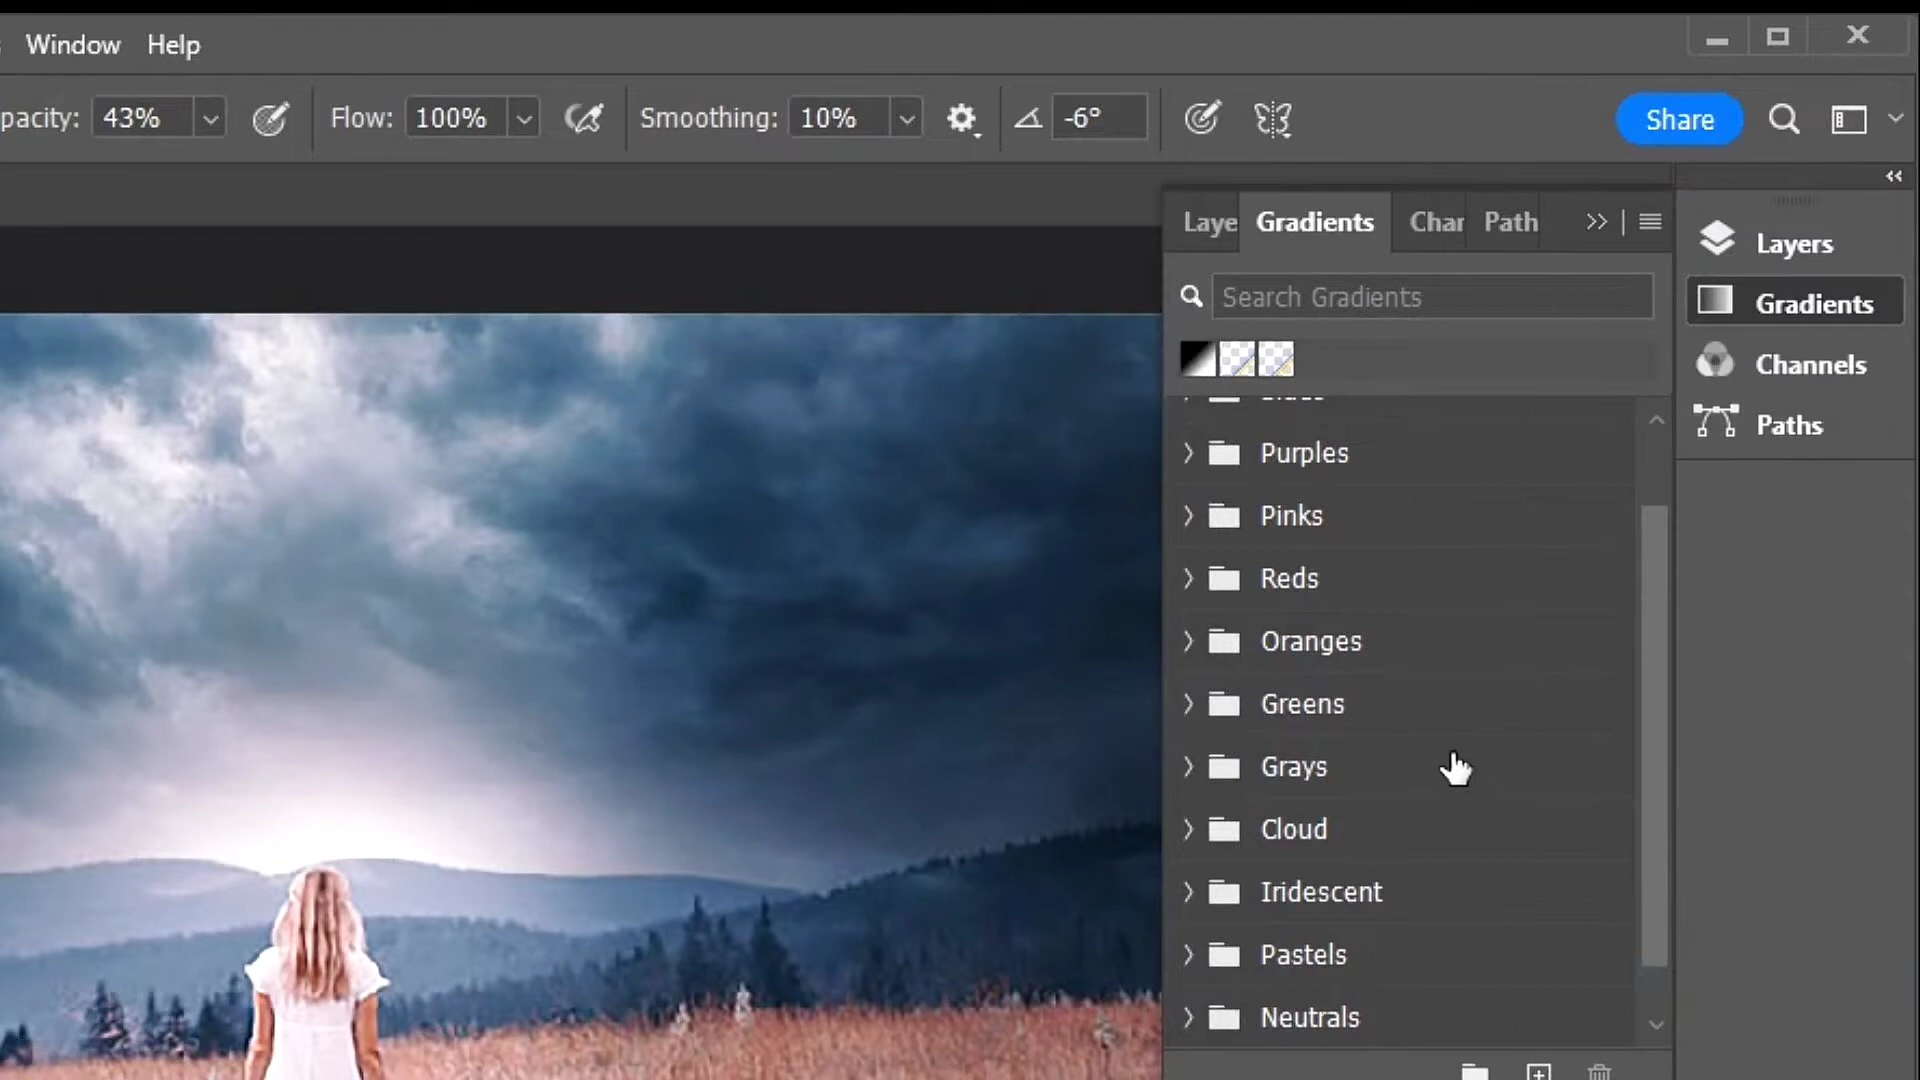 Window Help
pacity: 43% Flow: 100% Smoothing: 10% -6° Share
Laye Gradients Char Path
Search Gradients
Purples
Pinks
Reds
Oranges
Greens
Grays
Cloud
Iridescent
Pastels
Neutrals
Layers
Gradients
Channels
Paths